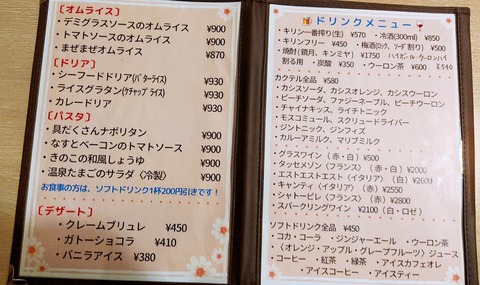 [オムライス]
・デミグラスソースのオムライス ¥900
・トマトソースのオムライス ¥900
・まぜまぜオムライス ¥870
[ドリア]
・シーフードドリア(バターライス) ¥930
・ライスグラタン(ケチャップライス) ¥930
・カレードリア ¥930
[パスタ]
・具だくさんナポリタン ¥900
・なすとベーコンのトマトソース ¥900
・きのこの和風しょうゆ ¥900
・温泉たまごのサラダ(冷製) ¥900
お食事の方は、ソフトドリンク1杯200円引きです!
[デザート]
・クレームブリュレ ¥450
・ガトーショコラ ¥410
・バニラアイス ¥380
ドリンクメニュー
・キリン一番搾り(生) ¥570 ・冷酒(300ml) ¥850
・キリンフリー ¥450 ・梅酒(ロック、ソーダ割り) ¥500
・焼酎(鏡月、キンミヤ) ¥1750 ハイボール・ウーロンハイ
割る用 ・炭酸 ¥350 ・ウーロン茶 ¥600
カクテル全品 ¥580
・カシスソーダ、カシスオレンジ、カシスウーロン
・ピーチソーダ、ファジーネーブル、ピーチウーロン
・チャイナキッス、ライチトニック
・モスコミュール、スクリュードライバー
・ジントニック、ジンフィズ
・カルーアミルク、マリブミルク
・グラスワイン(赤・白) ¥500
・タッセメゾン(フランス)(赤・白) ¥2000
・エストエストエスト(イタリア)(白) ¥2600
・キャンティ(イタリア)(赤) ¥2550
・シャトーピレ(フランス)(赤) ¥2800
・スパークリングワイン ¥2100(白・ロゼ)
ソフトドリンク全品 ¥450
・コカ・コーラ ・ジンジャーエール ・ウーロン茶
・(オレンジ・アップル・グレープフルーツ)ジュース
・コーヒー ・紅茶 ・緑茶 ・アイスカフェオレ
・アイスコーヒー ・アイスティー